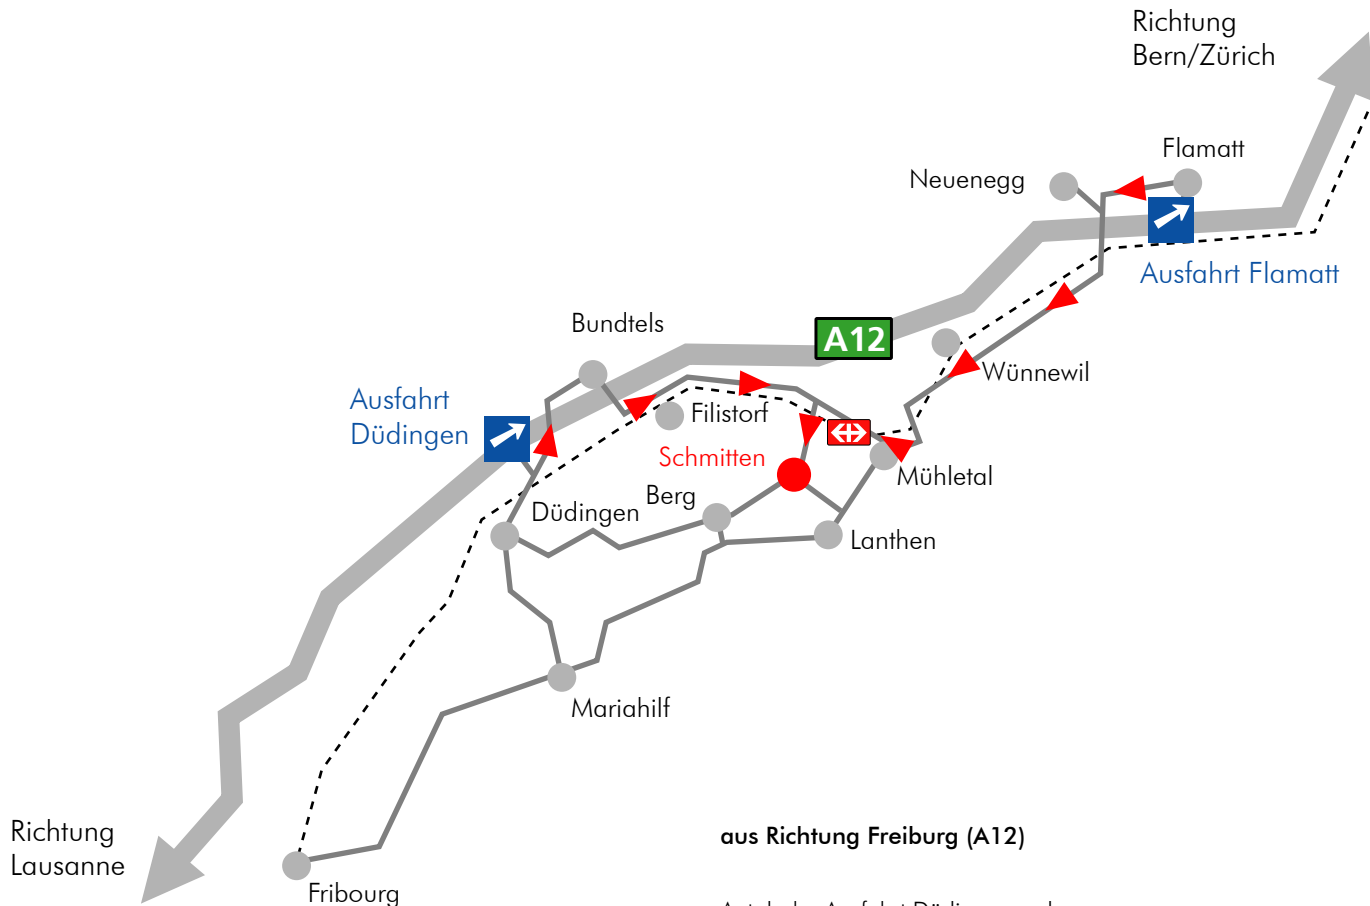 Richtung
Bern/Zürich
Flamatt
Neuenegg
Ausfahrt Flamatt
Bundtels
A12
Wünnewil
Ausfahrt
Düdingen
Filistorf
Schmitten
Mühletal
Berg
Düdingen
Lanthen
Mariahilf
Richtung
Lausanne
aus Richtung Freiburg (A12)
Fribourg